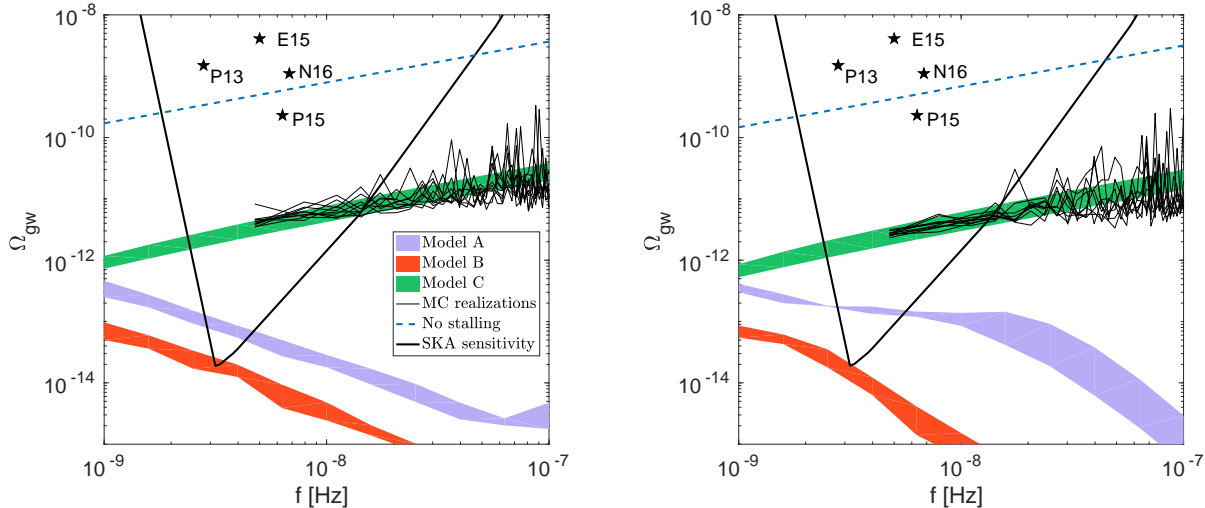 10^-8
E15
P13
N16
P15
10^-10
Ω_gw
10^-12
Model A
Model B
Model C
MC realizations
No stalling
SKA sensitivity
10^-14
10^-9
10^-8
10^-7
f [Hz]
10^-8
E15
P13
N16
P15
10^-10
Ω_gw
10^-12
10^-14
10^-9
10^-8
10^-7
f [Hz]